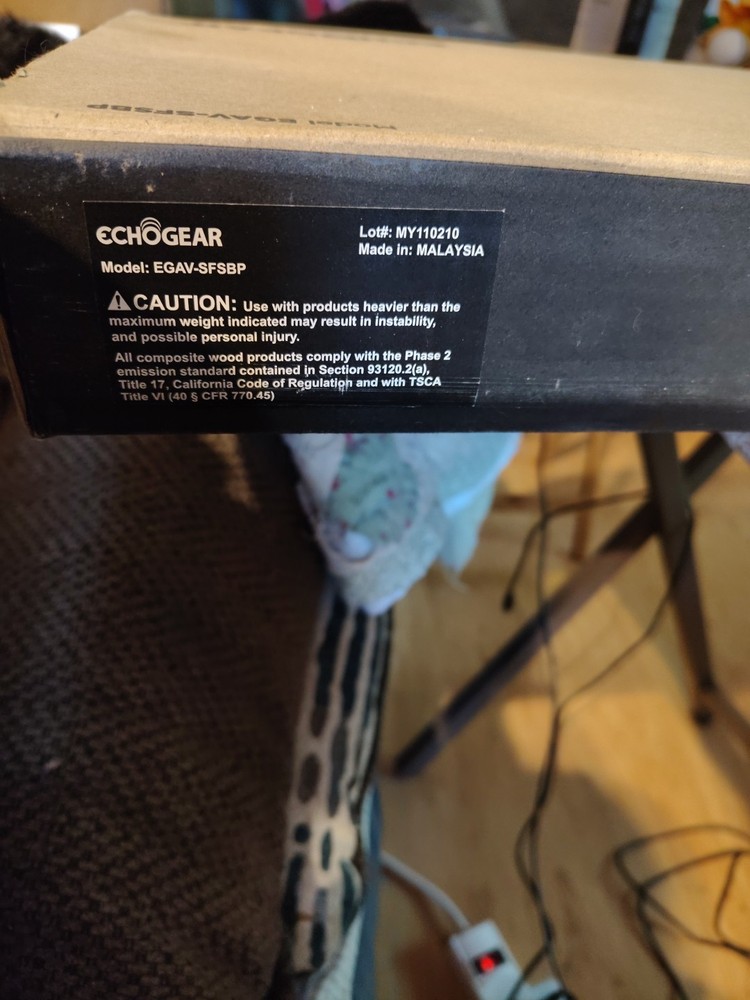 Model EGAV-SFSBP
ECHOGEAR
Lot#: MY110210
Made in: MALAYSIA
Model: EGAV-SFSBP
CAUTION: Use with products heavier than the
maximum weight indicated may result in instability,
and possible personal injury.
All composite wood products comply with the Phase 2
emission standard contained in Section 93120.2(a),
Title 17, California Code of Regulation and with TSCA
Title VI (40 § CFR 770.45)